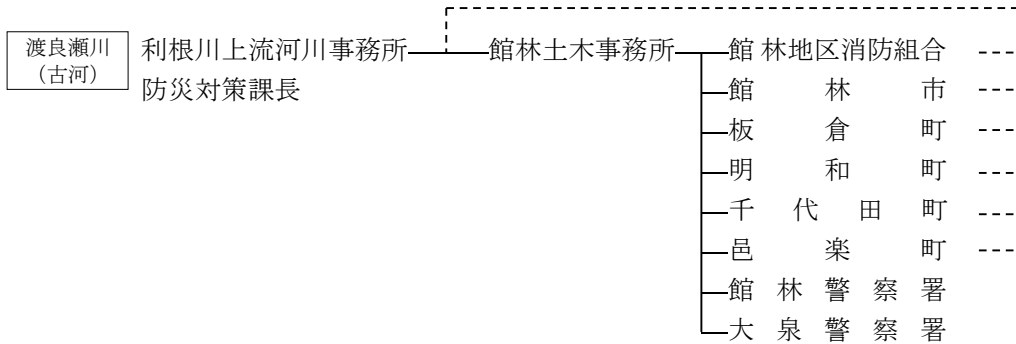 渡良瀬川
（古河）
利根川上流河川事務所
防災対策課長
館林土木事務所
館林地区消防組合
館林市
板倉町
明和町
千代田町
邑楽町
館林警察署
大泉警察署